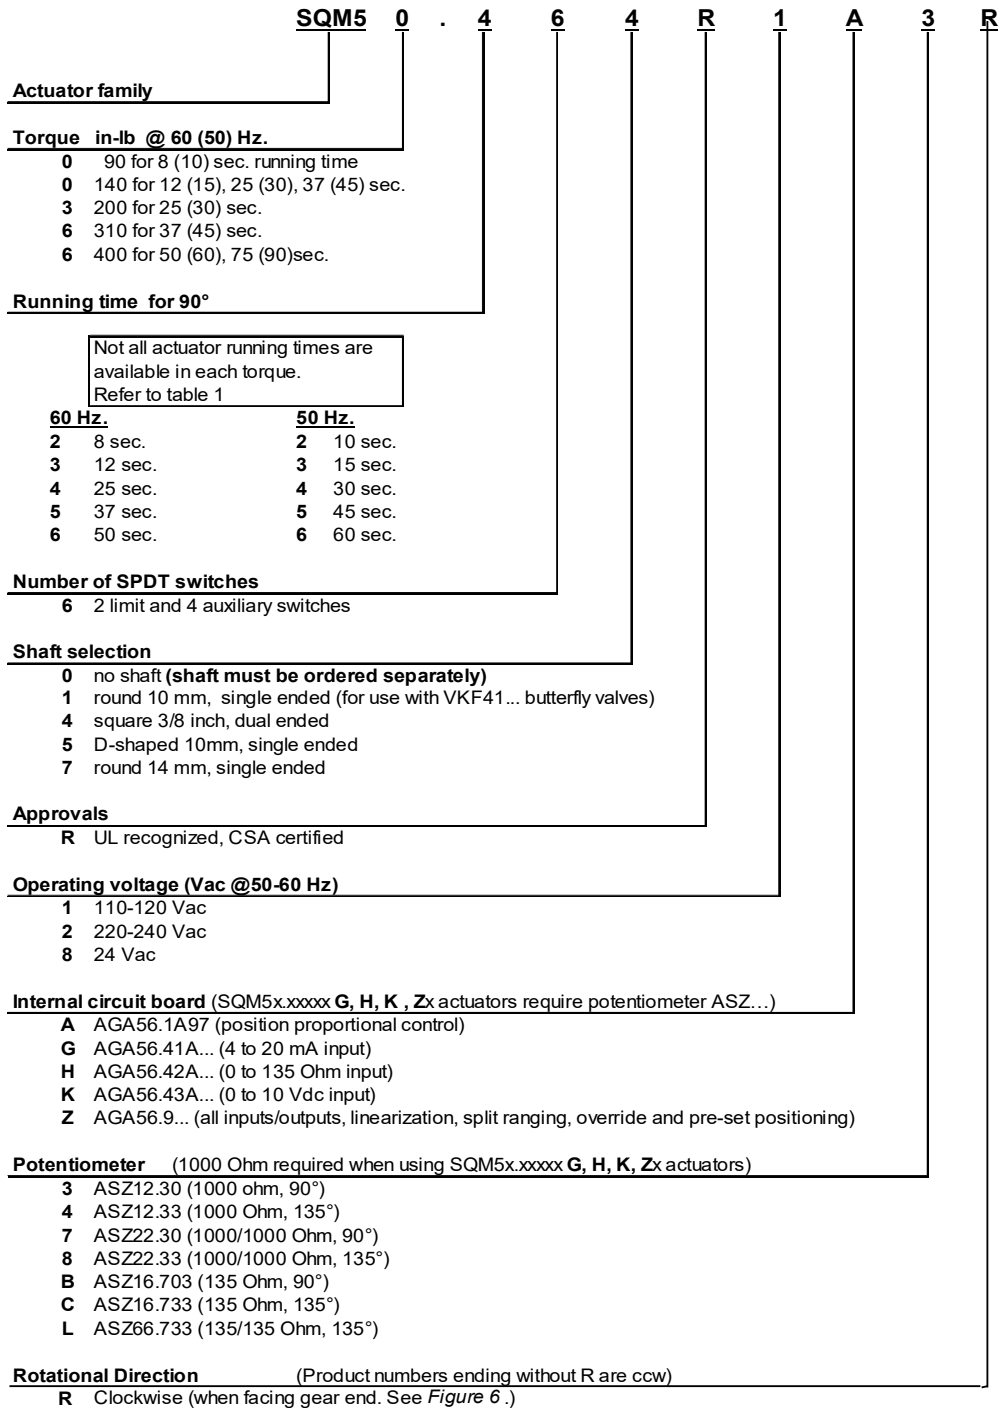 SQM5 0 . 4 6 4 R 1 A 3 R
Actuator family
Torque in-lb @ 60 (50) Hz.
0 90 for 8 (10) sec. running time
0 140 for 12 (15), 25 (30), 37 (45) sec.
3 200 for 25 (30) sec.
6 310 for 37 (45) sec.
6 400 for 50 (60), 75 (90)sec.
Running time for 90°
Not all actuator running times are
available in each torque.
Refer to table 1
60 Hz. 50 Hz.
2 8 sec. 2 10 sec.
3 12 sec. 3 15 sec.
4 25 sec. 4 30 sec.
5 37 sec. 5 45 sec.
6 50 sec. 6 60 sec.
Number of SPDT switches
6 2 limit and 4 auxiliary switches
Shaft selection
0 no shaft (shaft must be ordered separately)
1 round 10 mm, single ended (for use with VKF41... butterfly valves)
4 square 3/8 inch, dual ended
5 D-shaped 10mm, single ended
7 round 14 mm, single ended
Approvals
R UL recognized, CSA certified
Operating voltage (Vac @50-60 Hz)
1 110-120 Vac
2 220-240 Vac
8 24 Vac
Internal circuit board (SQM5x.xxxxx G, H, K , Zx actuators require potentiometer ASZ…)
A AGA56.1A97 (position proportional control)
G AGA56.41A... (4 to 20 mA input)
H AGA56.42A... (0 to 135 Ohm input)
K AGA56.43A... (0 to 10 Vdc input)
Z AGA56.9... (all inputs/outputs, linearization, split ranging, override and pre-set positioning)
Potentiometer (1000 Ohm required when using SQM5x.xxxxx G, H, K, Zx actuators)
3 ASZ12.30 (1000 ohm, 90°)
4 ASZ12.33 (1000 Ohm, 135°)
7 ASZ22.30 (1000/1000 Ohm, 90°)
8 ASZ22.33 (1000/1000 Ohm, 135°)
B ASZ16.703 (135 Ohm, 90°)
C ASZ16.733 (135 Ohm, 135°)
L ASZ66.733 (135/135 Ohm, 135°)
Rotational Direction (Product numbers ending without R are ccw)
R Clockwise (when facing gear end. See Figure 6 .)